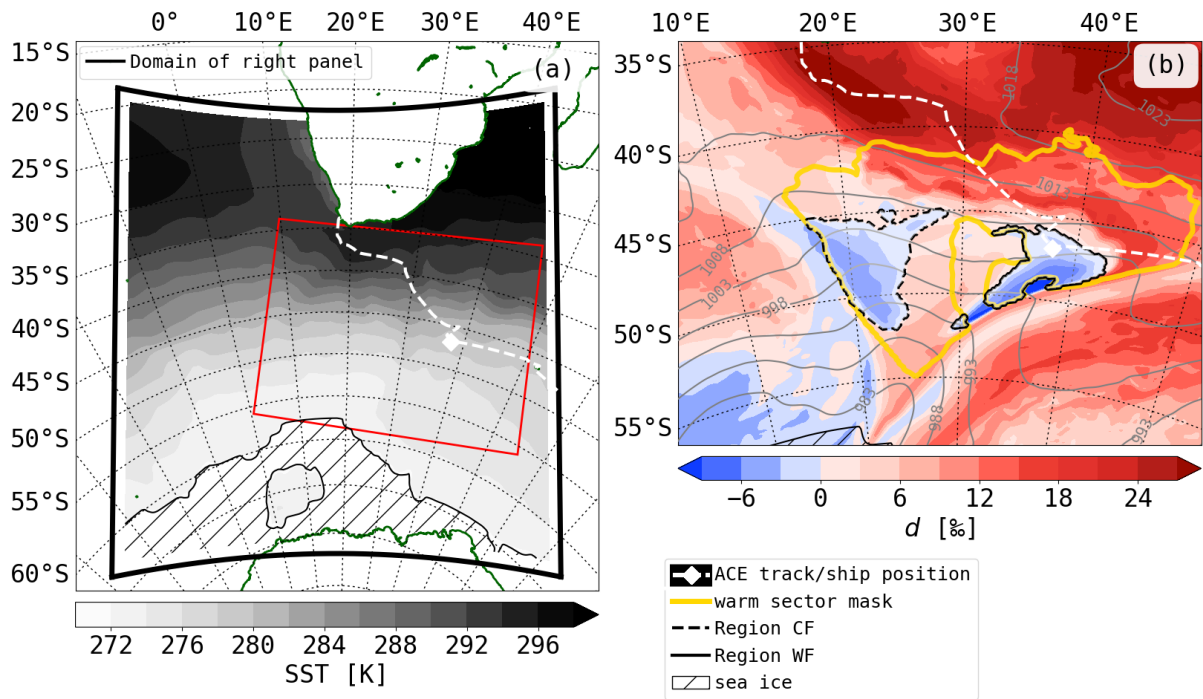 0° 10°E 20°E 30°E 40°E
15°S
20°S
25°S
30°S
35°S
40°S
45°S
50°S
55°S
60°S
Domain of right panel
(a)
272 276 280 284 288 292 296
SST [K]
10°E 20°E 30°E 40°E
35°S
40°S
45°S
50°S
55°S
(b)
1018
1023
1008
1003
998
993
988
993
−6 0 6 12 18 24
d [‰]
ACE track/ship position
warm sector mask
Region CF
Region WF
sea ice